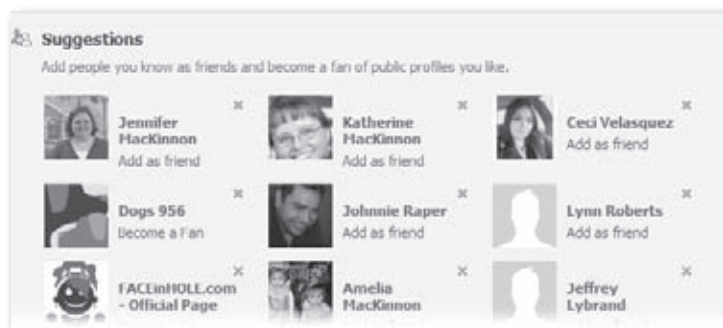 Suggestions
Add people you know as friends and become a fan of public profiles you like.
Jennifer
MacKinnon
Add as friend
Katherine
MacKinnon
Add as friend
Ceci Velasquez
Add as friend
Dogs 956
Become a Fan
Johnnie Raper
Add as friend
Lynn Roberts
Add as friend
FACEinHOLE.com
- Official Page
Amelia
MacKinnon
Jeffrey
Lybrand